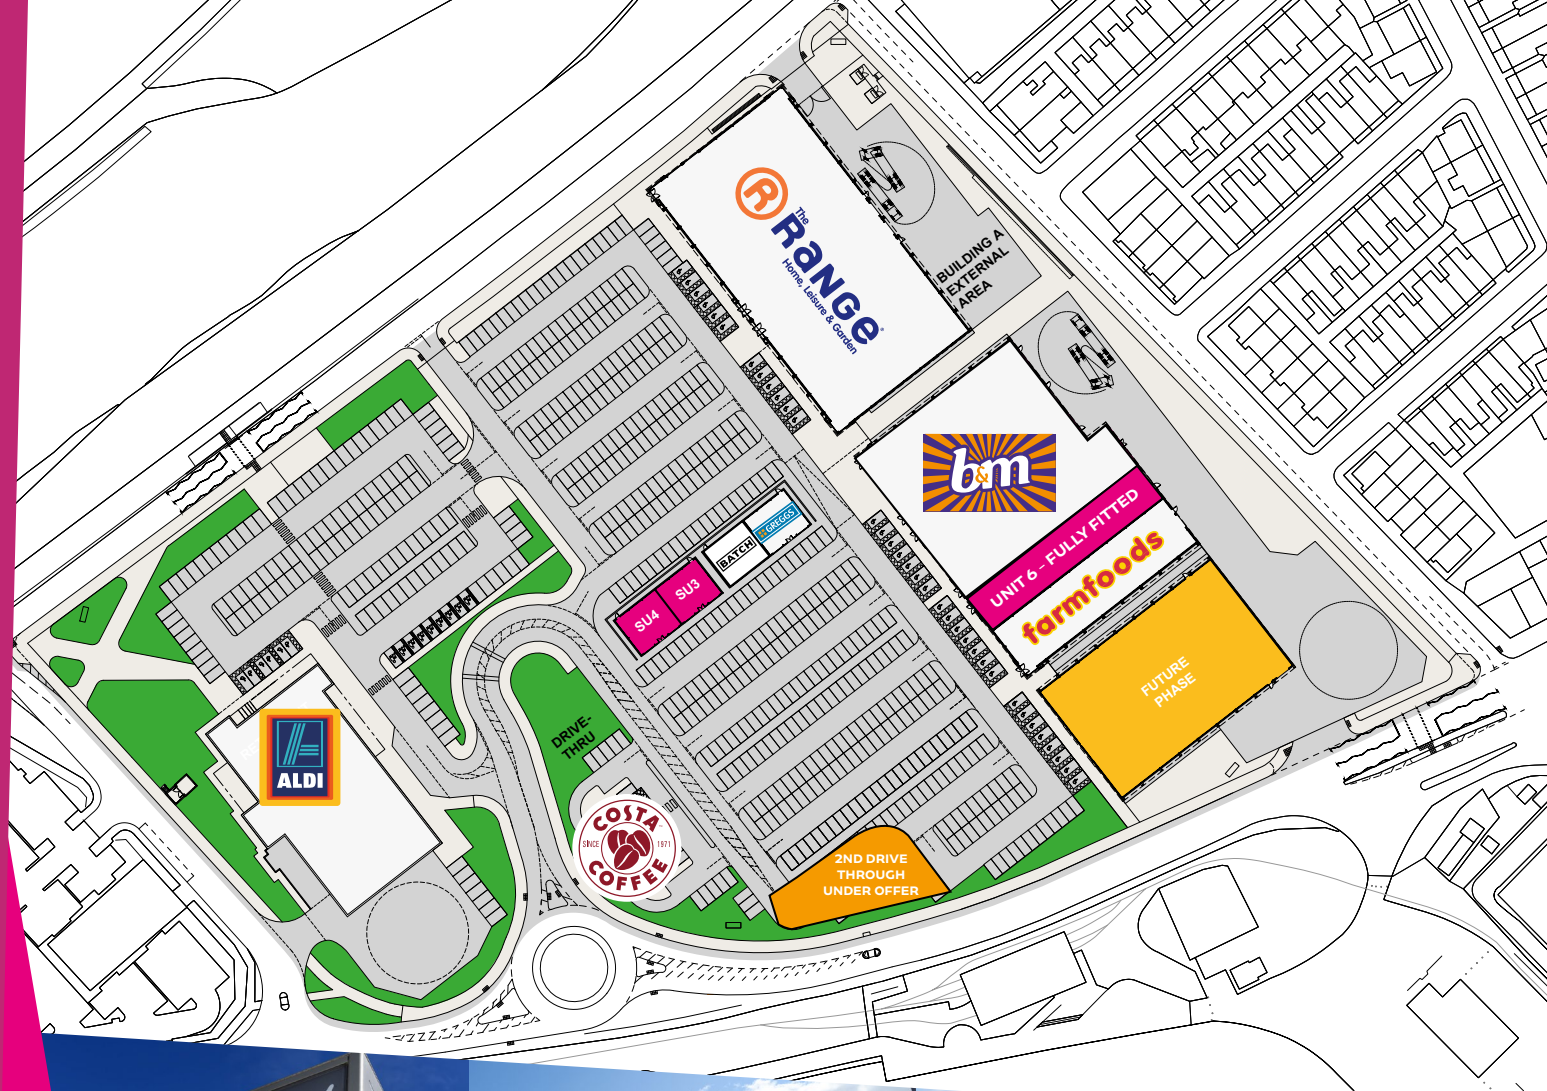 The
RaNGe
Home, Leisure & Garden
BUILDING A
EXTERNAL
AREA
b&m
UNIT 6 - FULLY FITTED
farmfoods
FUTURE
PHASE
GREGGS
BATCH
SU3
SU4
DRIVE-
THRU
ALDI
COSTA
SINCE 1971
COFFEE
2ND DRIVE
THROUGH
UNDER OFFER